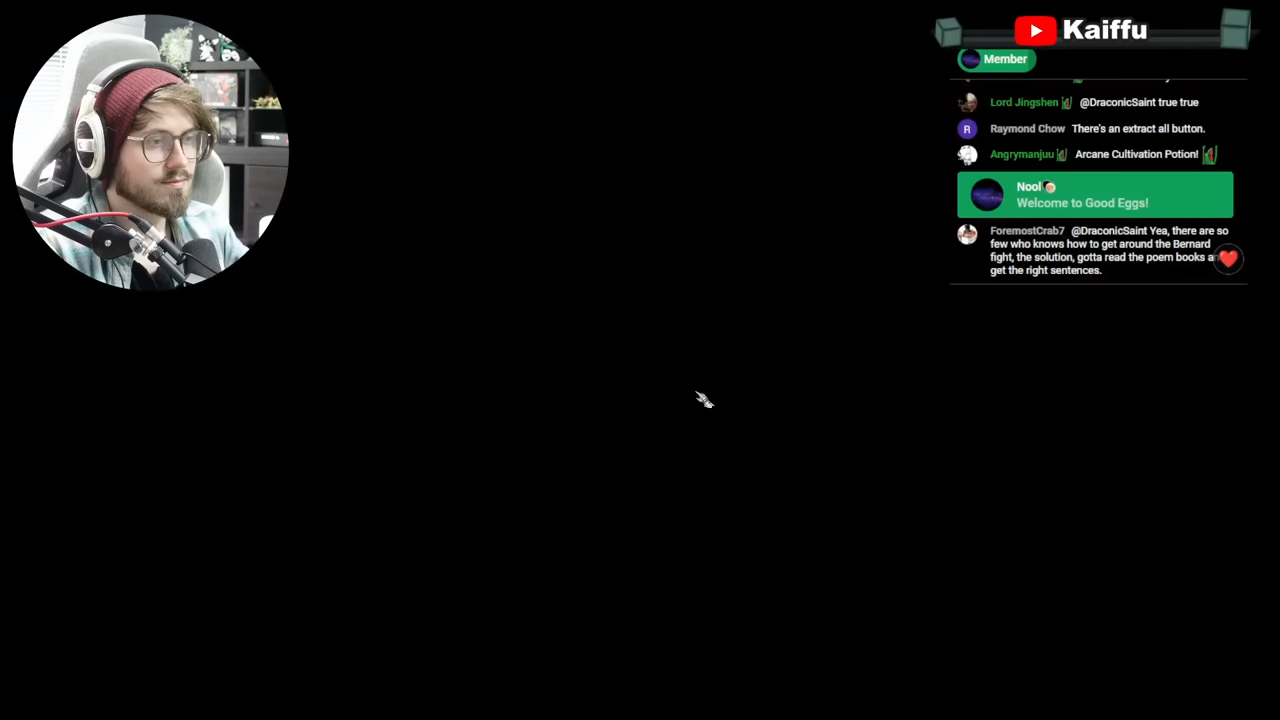 Kaiffu
Member
Lord Jingshen @DraconicSaint true true
R Raymond Chow There's an extract all button.
Angrymanjuu Arcane Cultivation Potion!
Nool
Welcome to Good Eggs!
ForemostCrab7 @DraconicSaint Yea, there are so
few who knows how to get around the Bernard
fight, the solution, gotta read the poem books
get the right sentences.